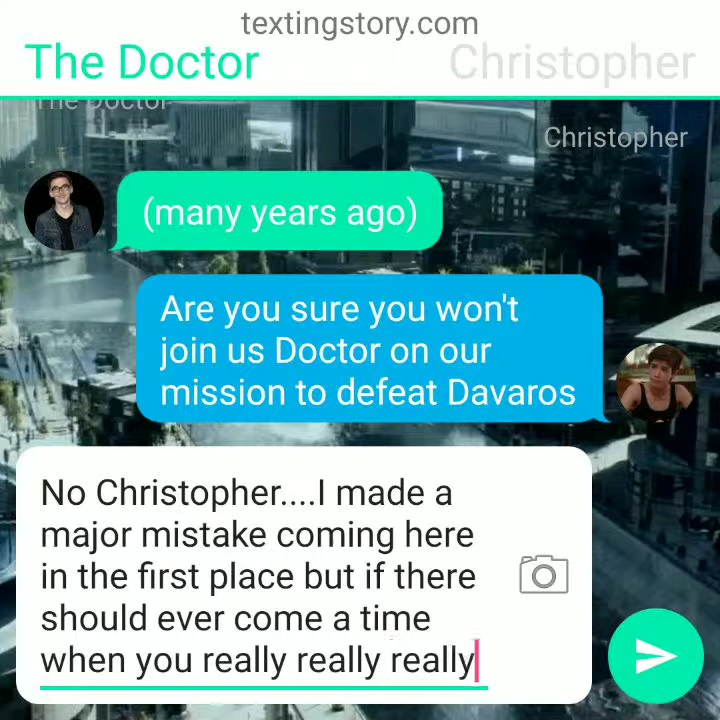 textingstory.com
The Doctor Christopher
The Doctor
Christopher
(many years ago)
Are you sure you won't
join us Doctor on our
mission to defeat Davaros
No Christopher....I made a
major mistake coming here
in the first place but if there
should ever come a time
when you really really really